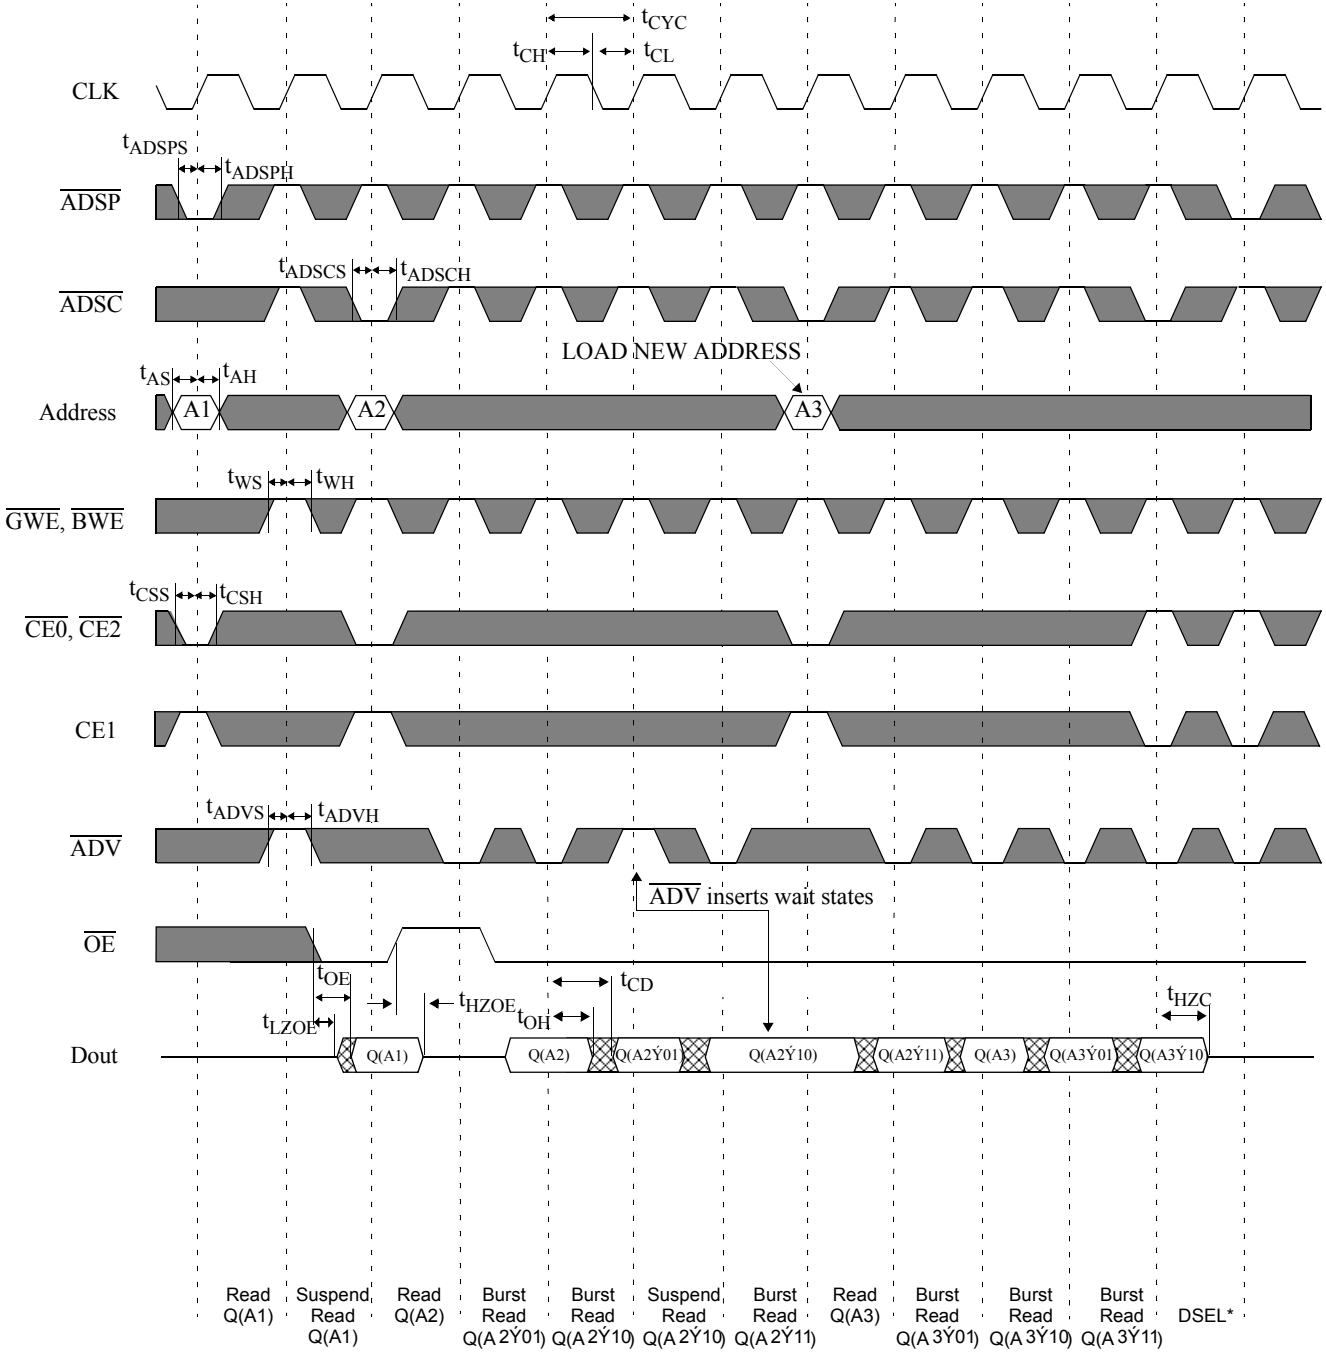 tCYC
tCH tCL
CLK
tADSPS tADSPH
ADSP
tADSCS tADSCH
ADSC
LOAD NEW ADDRESS
tAS tAH
Address A1 A2 A3
tWS tWH
GWE, BWE
tCSS tCSH
CE0, CE2
CE1
tADVS tADVH
ADV
ADV inserts wait states
OE
tOE tCD
tLZOE tHZOE tOH tHZC
Dout Q(A1) Q(A2) Q(A2Ý01) Q(A2Ý10) Q(A2Ý11) Q(A3) Q(A3Ý01) Q(A3Ý10)
Read Q(A1)
Suspend Read Q(A1)
Read Q(A2)
Burst Read Q(A 2Ý01)
Burst Read Q(A 2Ý10)
Suspend Read Q(A 2Ý10)
Burst Read Q(A 2Ý11)
Read Q(A3)
Burst Read Q(A 3Ý01)
Burst Read Q(A 3Ý10)
Burst Read Q(A 3Ý11)
DSEL*